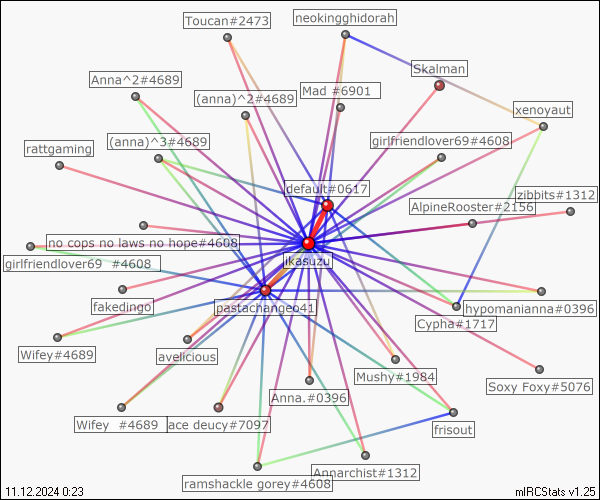 neokingghidorah
Toucan#2473
Skalman
Anna^2#4689
Mad #6901
(anna)^2#4689
xenoyaut
(anna)^3#4689
girlfriendlover69#4608
rattgaming
default#0617
zibbits#1312
AlpineRooster#2156
no cops no laws no hope#4608
jikasuzu
girlfriendlover69  #4608
fakedingo
pastachangeo41
hypomanianna#0396
Cypha#1717
Wifey#4689
avelicious
Mushy#1984
Soxy Foxy#5076
Anna.#0396
Wifey  #4689
ace deucy#7097
frisout
Annarchist#1312
ramshackle gorey#4608
11.12.2024 0:23
mIRCStats v1.25